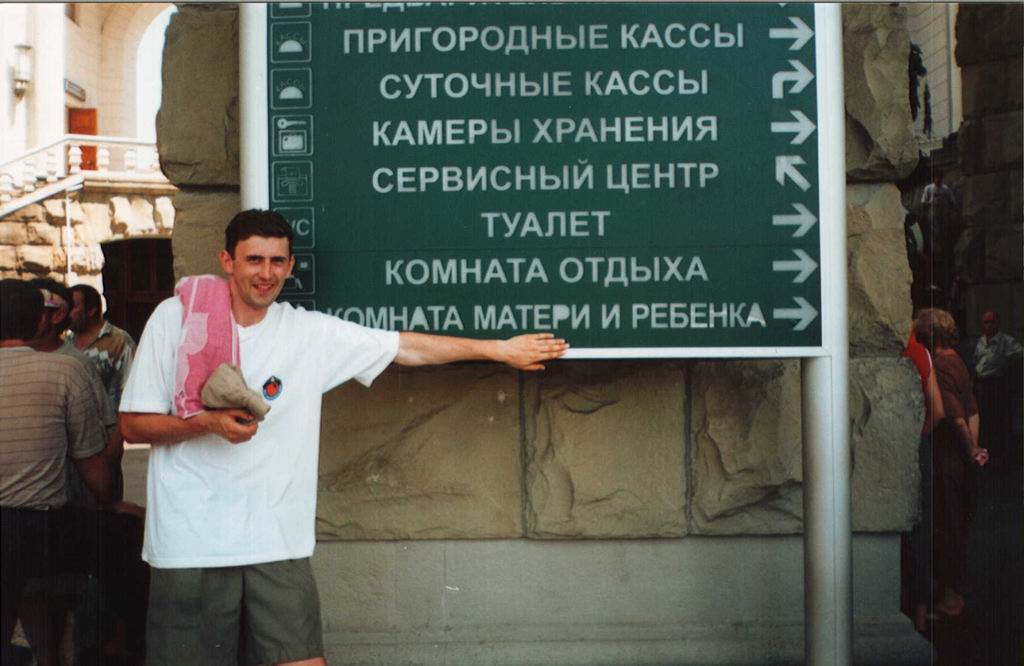 ПРИГОРОДНЫЕ КАССЫ
СУТОЧНЫЕ КАССЫ
КАМЕРЫ ХРАНЕНИЯ
СЕРВИСНЫЙ ЦЕНТР
ТУАЛЕТ
КОМНАТА ОТДЫХА
КОМНАТА МАТЕРИ И РЕБЕНКА